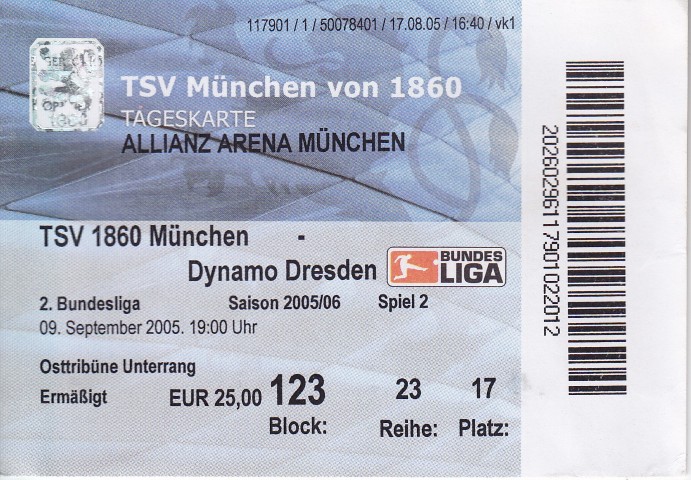 117901 / 1 / 50078401 / 17.08.05 / 16:40 / vk1
TSV München von 1860
TAGESKARTE
ALLIANZ ARENA MÜNCHEN
TSV 1860 München -
Dynamo Dresden
BUNDES
LIGA
2. Bundesliga Saison 2005/06 Spiel 2
09. September 2005. 19:00 Uhr
Osttribüne Unterrang
Ermäßigt EUR 25,00 123 23 17
Block: Reihe: Platz:
2026029611790102201​2